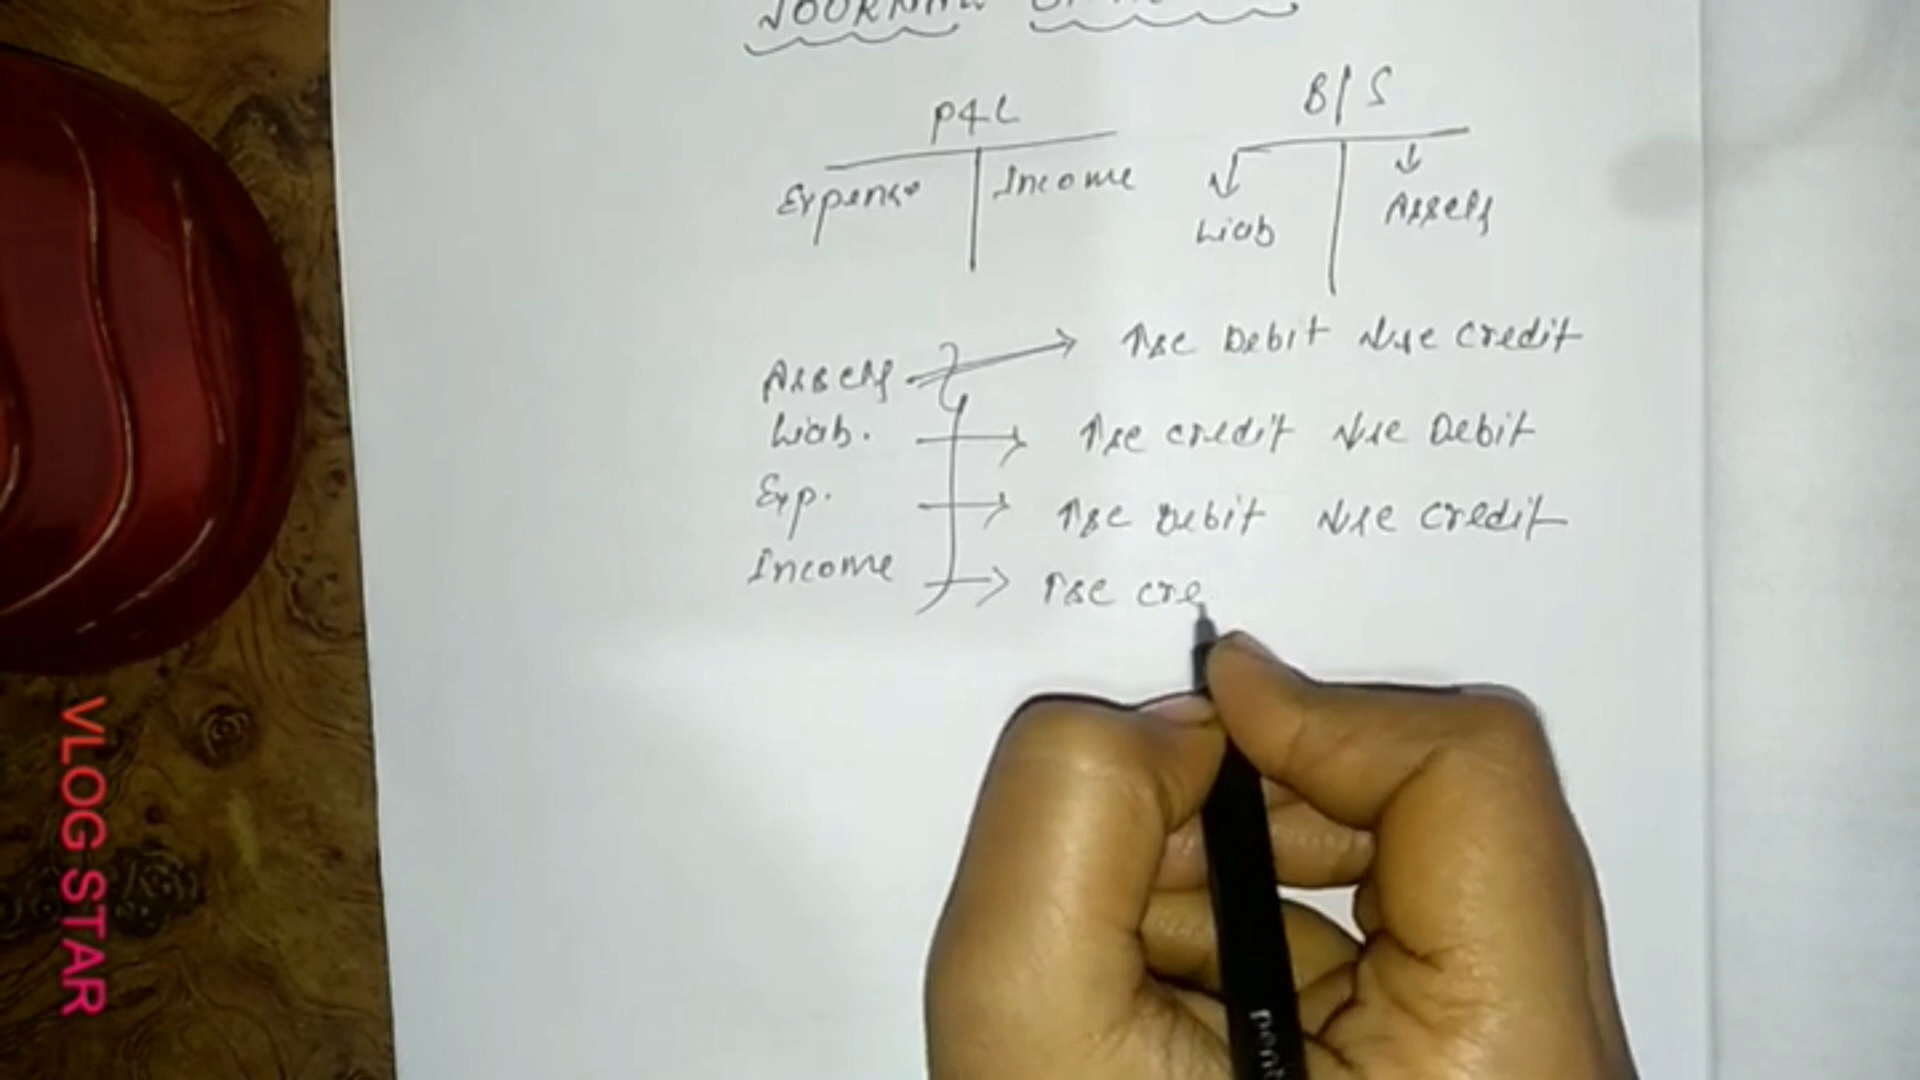 JOURNAL
P&L
B/S
Expense Income
Liab Assets
Assets → ↑se Debit ↓se credit
Liab. → ↑se credit ↓se Debit
Exp. → ↑se Debit ↓se credit
Income → ↑se cre
VLOG STAR